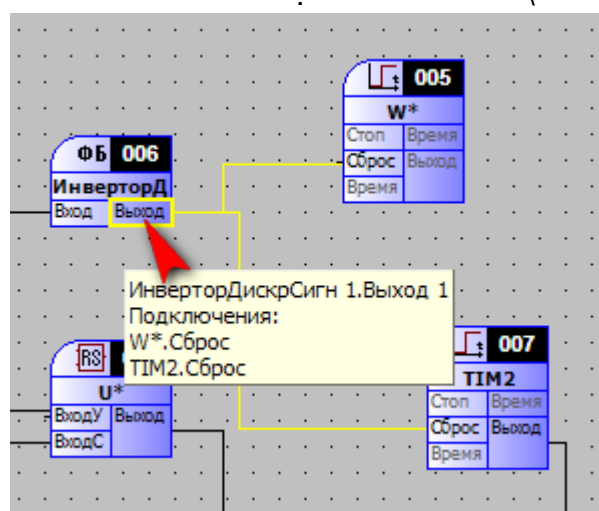 005
W*
Стоп Время
Сброс Выход
Время
ФБ 006
ИнверторД
Вход Выход
ИнверторДискрСигн 1.Выход 1
Подключения:
W*.Сброс
TIM2.Сброс
RS
U*
ВходУ Выход
ВходС
007
TIM2
Стоп Время
Сброс Выход
Время